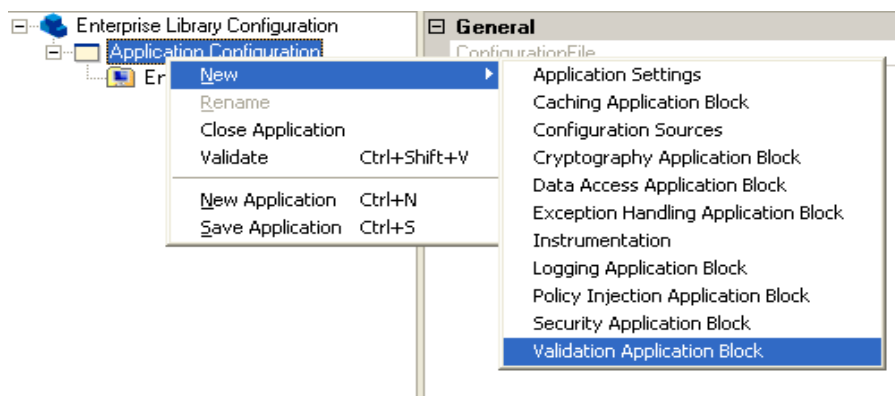 Enterprise Library Configuration
Application Configuration
En
New
Rename
Close Application
Validate Ctrl+Shift+V
New Application Ctrl+N
Save Application Ctrl+S
General
ConfigurationFile
Application Settings
Caching Application Block
Configuration Sources
Cryptography Application Block
Data Access Application Block
Exception Handling Application Block
Instrumentation
Logging Application Block
Policy Injection Application Block
Security Application Block
Validation Application Block